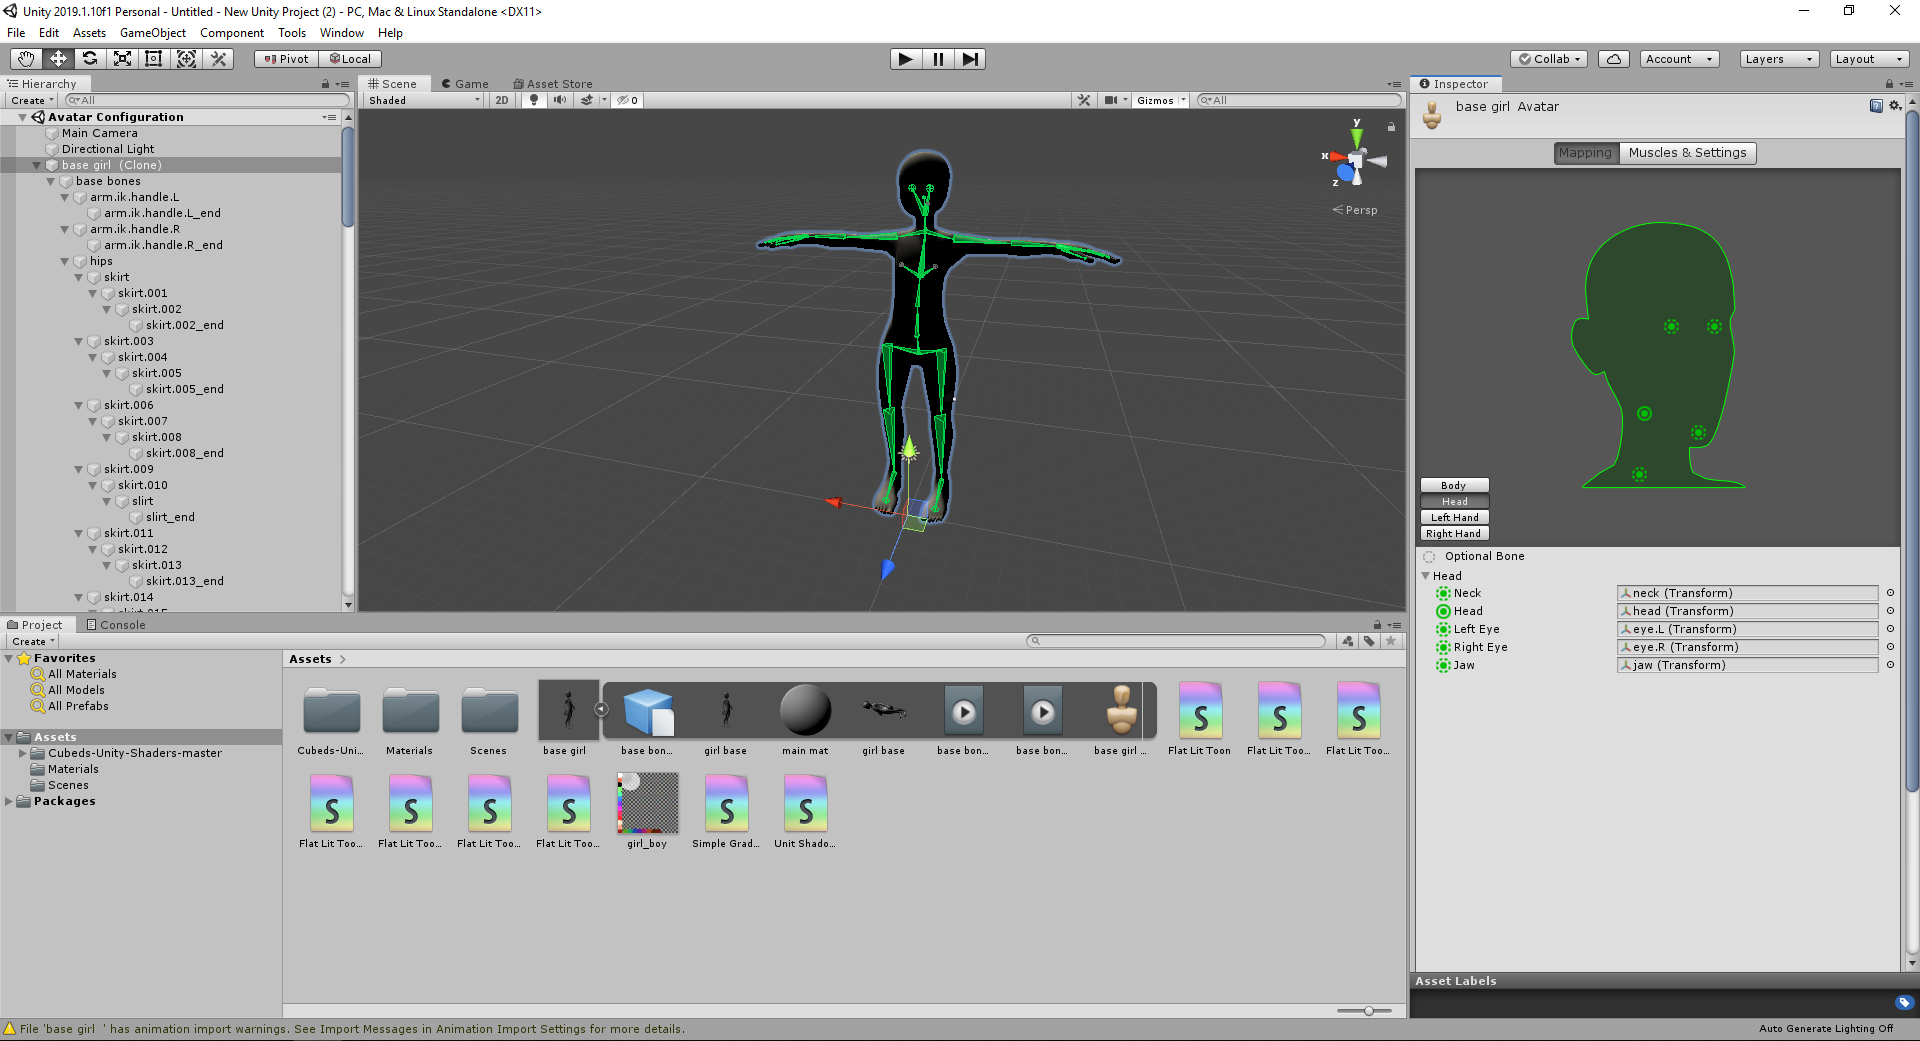 Unity 2019.1.10f1 Personal - Untitled - New Unity Project (2) - PC, Mac & Linux Standalone <DX11>
File Edit Assets GameObject Component Tools Window Help
Pivot Local Collab Account Layers Layout
Hierarchy
Create All
Avatar Configuration
Main Camera
Directional Light
base girl (Clone)
base bones
arm.ik.handle.L
arm.ik.handle.L_end
arm.ik.handle.R
arm.ik.handle.R_end
hips
skirt
skirt.001
skirt.002
skirt.002_end
skirt.003
skirt.004
skirt.005
skirt.005_end
skirt.006
skirt.007
skirt.008
skirt.008_end
skirt.009
skirt.010
slirt
slirt_end
skirt.011
skirt.012
skirt.013
skirt.013_end
skirt.014
Scene Game Asset Store
Shaded 2D 0 Gizmos All
y
x
z
Persp
Inspector
base girl Avatar
Mapping Muscles & Settings
Body
Head
Left Hand
Right Hand
Optional Bone
Head
Neck neck (Transform)
Head head (Transform)
Left Eye eye.L (Transform)
Right Eye eye.R (Transform)
Jaw jaw (Transform)
Asset Labels
Project Console
Create
Favorites
All Materials
All Models
All Prefabs
Assets
Cubeds-Unity-Shaders-master
Materials
Scenes
Packages
Assets
Cubeds-Uni... Materials Scenes base girl base bon... girl base main mat girl base base bon... base bon... base girl ... Flat Lit Toon Flat Lit Too... Flat Lit Too...
S S S
Flat Lit Too... Flat Lit Too... Flat Lit Too... Flat Lit Too... girl_boy Simple Grad... Unit Shado...
S S S S S S
File 'base girl ' has animation import warnings. See Import Messages in Animation Import Settings for more details.
Auto Generate Lighting Off